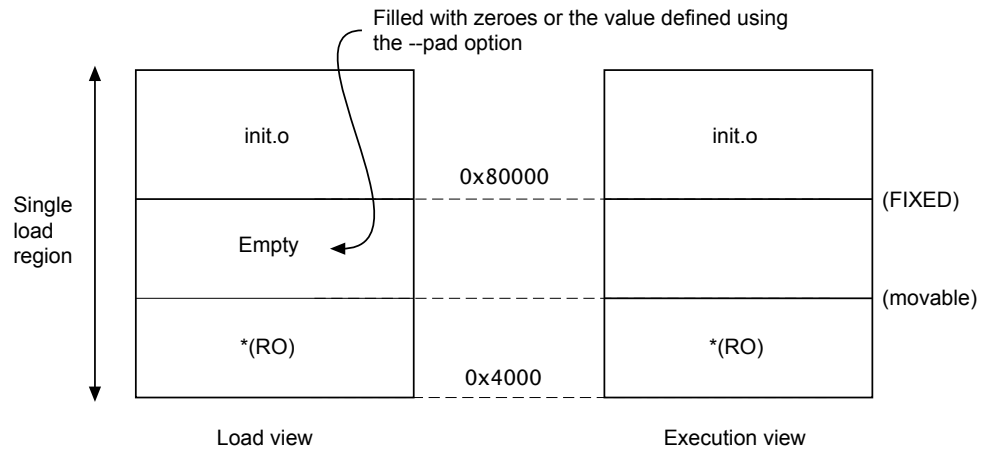 Filled with zeroes or the value defined using
the --pad option
init.o
init.o
0x80000
(FIXED)
Single
load
region
Empty
(movable)
*(RO)
*(RO)
0x4000
Load view
Execution view